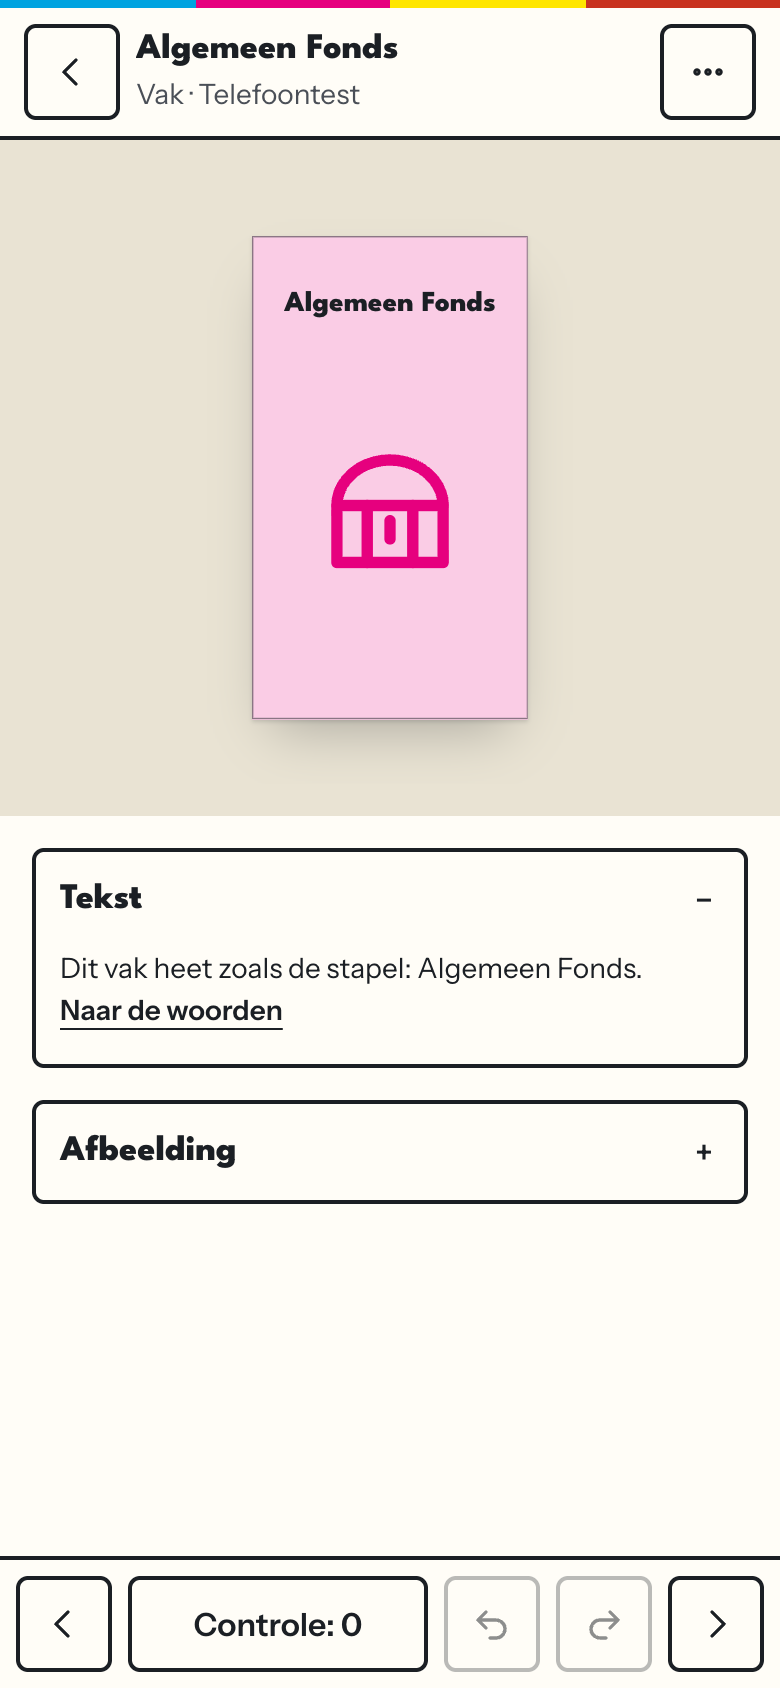 Algemeen Fonds
Vak · Telefoontest
Algemeen Fonds
Tekst
Dit vak heet zoals de stapel: Algemeen Fonds.
Naar de woorden
Afbeelding
Controle: 0